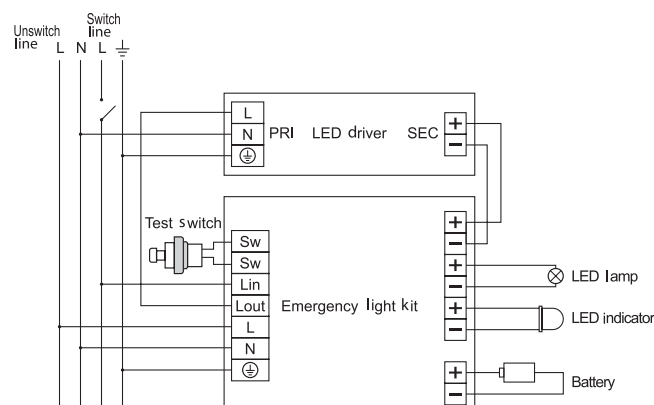 Unswitch Switch
line line
L N L
L
N PRI LED driver SEC +
−
Test switch
Sw
Sw
Lin
Lout Emergency light kit
L
N
+
−
+
− LED lamp
+
− LED indicator
+
− Battery